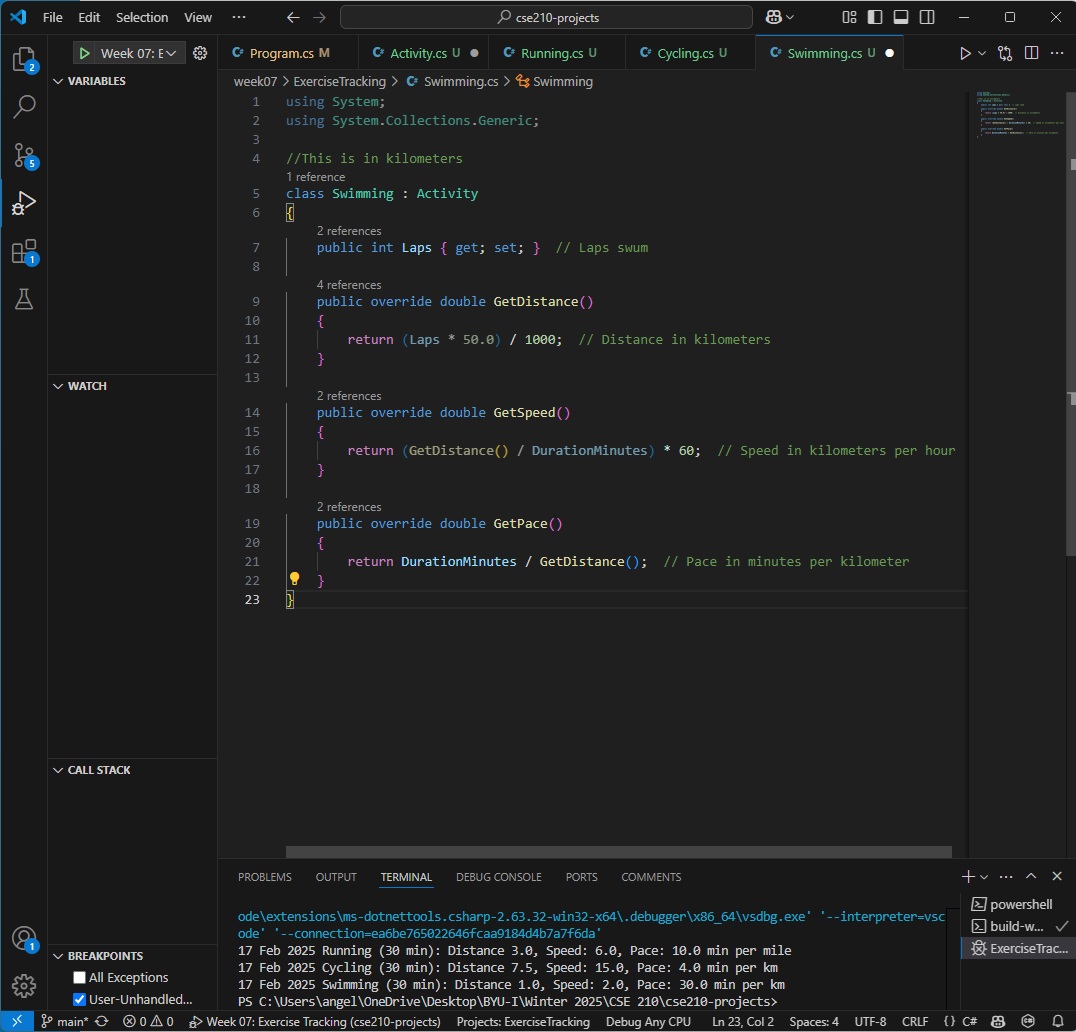 File Edit Selection View ··· cse210-projects
Week 07: E
Program.cs M Activity.cs U Running.cs U Cycling.cs U Swimming.cs U
VARIABLES
week07 > ExerciseTracking > Swimming.cs > Swimming
1 using System;
2 using System.Collections.Generic;
3
4 //This is in kilometers
1 reference
5 class Swimming : Activity
6 {
2 references
7 public int Laps { get; set; } // Laps swum
8
4 references
9 public override double GetDistance()
10 {
11 return (Laps * 50.0) / 1000; // Distance in kilometers
12 }
13
2 references
14 public override double GetSpeed()
15 {
16 return (GetDistance() / DurationMinutes) * 60; // Speed in kilometers per hour
17 }
18
2 references
19 public override double GetPace()
20 {
21 return DurationMinutes / GetDistance(); // Pace in minutes per kilometer
22 }
23 }
2
5
1
1
WATCH
CALL STACK
BREAKPOINTS
All Exceptions
User-Unhandled...
PROBLEMS OUTPUT TERMINAL DEBUG CONSOLE PORTS COMMENTS
ode\extensions\ms-dotnettools.csharp-2.63.32-win32-x64\.debugger\x86_64\vsdbg.exe' '--interpreter=vsc
ode' '--connection=ea6be765022646fcaa9184d4b7a7f6da'
17 Feb 2025 Running (30 min): Distance 3.0, Speed: 6.0, Pace: 10.0 min per mile
17 Feb 2025 Cycling (30 min): Distance 7.5, Speed: 15.0, Pace: 4.0 min per km
17 Feb 2025 Swimming (30 min): Distance 1.0, Speed: 2.0, Pace: 30.0 min per km
PS C:\Users\angel\OneDrive\Desktop\BYU-I\Winter 2025\CSE 210\cse210-projects>
powershell
build-w...
ExerciseTrac...
main* 0 0 Week 07: Exercise Tracking (cse210-projects) Projects: ExerciseTracking Debug Any CPU Ln 23, Col 2 Spaces: 4 UTF-8 CRLF {} C#